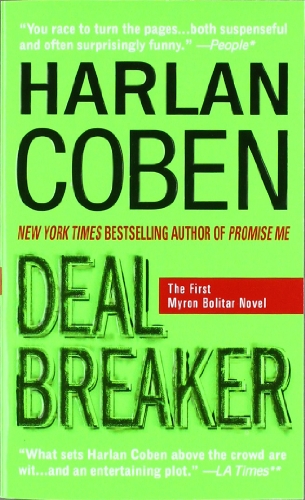 "You race to turn the pages...both suspenseful
and often surprisingly funny." —People*
HARLAN
COBEN
NEW YORK TIMES BESTSELLING AUTHOR OF PROMISE ME
The First
Myron Bolitar Novel
DEAL
BREAKER
"What sets Harlan Coben above the crowd are
wit...and an entertaining plot." —LA Times**